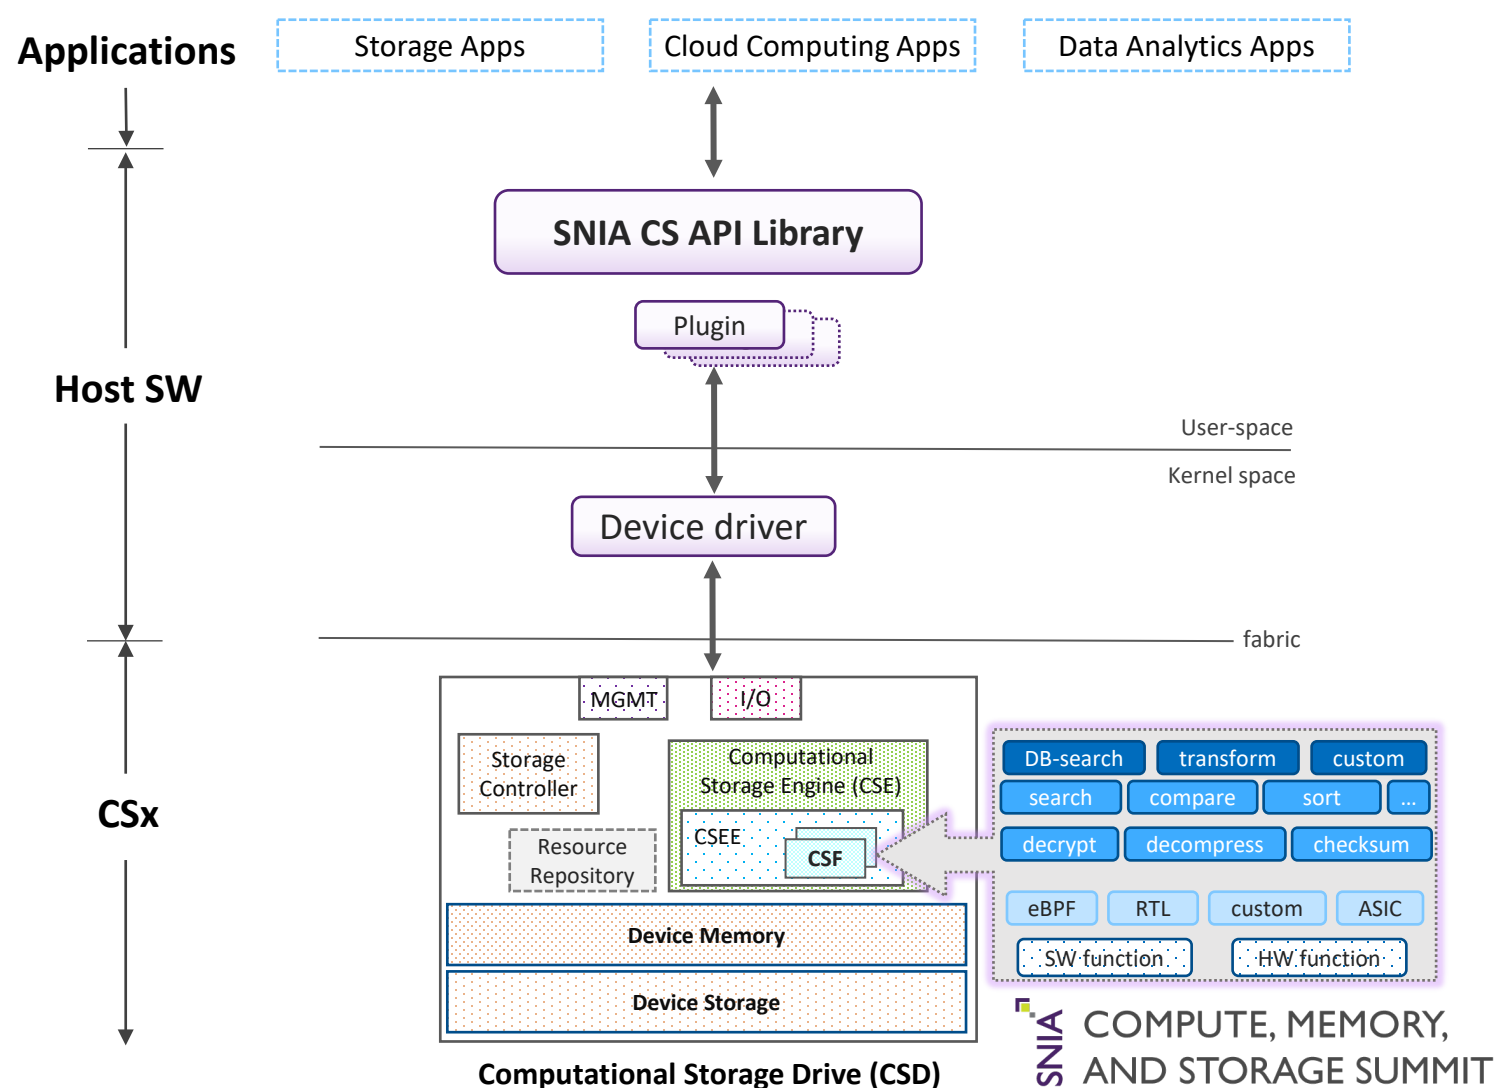 Applications
Storage Apps
Cloud Computing Apps
Data Analytics Apps
SNIA CS API Library
Plugin
Host SW
User-space
Kernel space
Device driver
fabric
MGMT
I/O
Storage
Controller
Computational
Storage Engine (CSE)
CSEE
CSF
Resource
Repository
CSx
DB-search
transform
custom
search
compare
sort
...
decrypt
decompress
checksum
eBPF
RTL
custom
ASIC
SW function
HW function
Device Memory
Device Storage
Computational Storage Drive (CSD)
SNIA
COMPUTE, MEMORY,
AND STORAGE SUMMIT